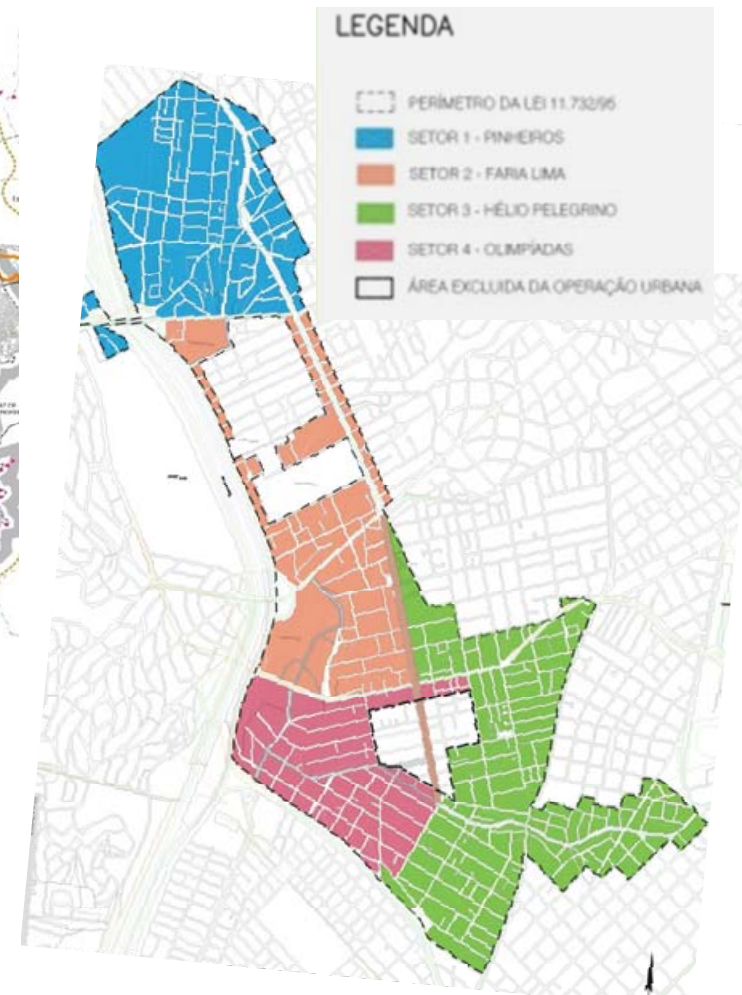 LEGENDA
PERÍMETRO DA LEI 11.732/95
SETOR 1 - PINHEIROS
SETOR 2 - FARIA LIMA
SETOR 3 - HÉLIO PELEGRINO
SETOR 4 - OLIMPÍADAS
ÁREA EXCLUIDA DA OPERAÇÃO URBANA